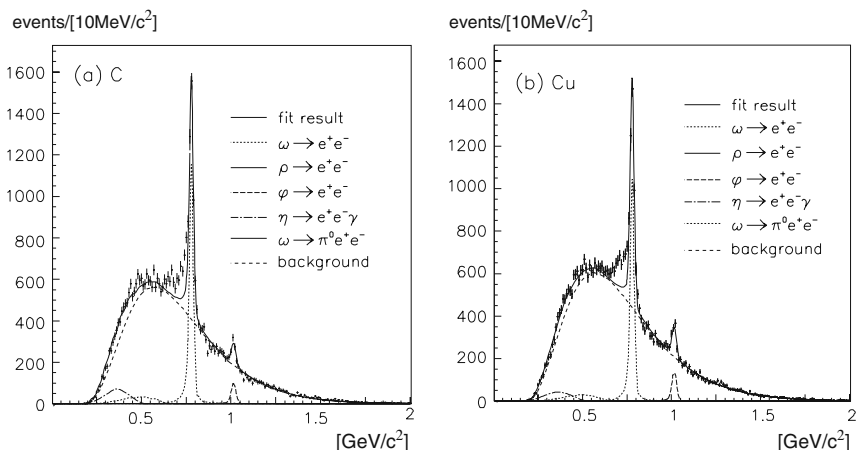 events/[10MeV/c²]
1600
1400
1200
1000
800
600
400
200
0
(a) C
fit result
ω → e⁺e⁻
ρ → e⁺e⁻
φ → e⁺e⁻
η → e⁺e⁻γ
ω → π⁰e⁺e⁻
background
0.5
1
1.5
2
[GeV/c²]
events/[10MeV/c²]
1600
1400
1200
1000
800
600
400
200
0
(b) Cu
fit result
ω → e⁺e⁻
ρ → e⁺e⁻
φ → e⁺e⁻
η → e⁺e⁻γ
ω → π⁰e⁺e⁻
background
0.5
1
1.5
2
[GeV/c²]